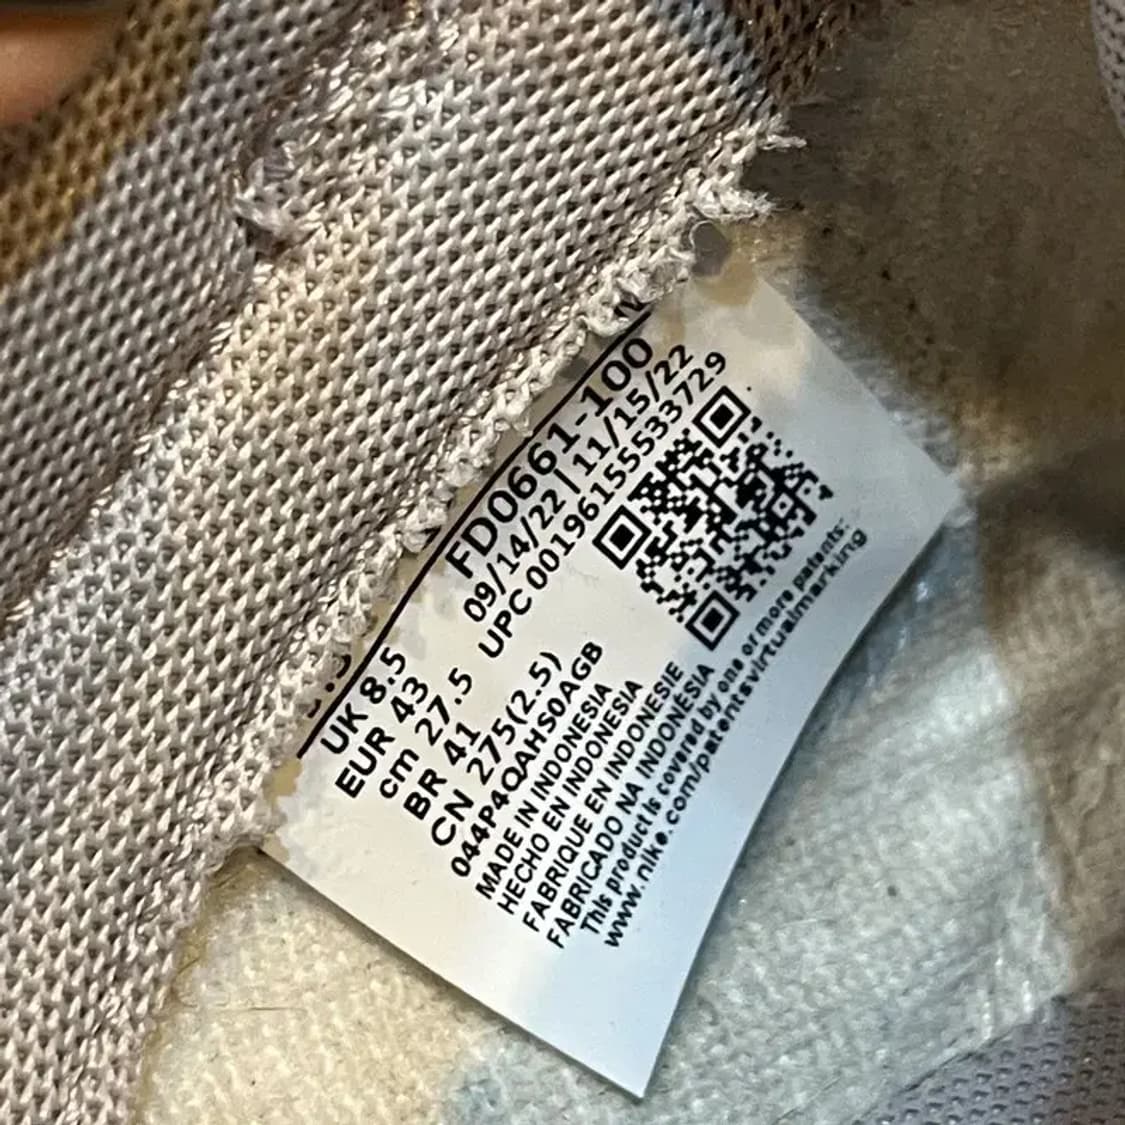 FD0661-100
09/14/22 | 11/15/22
UPC 00196155533729
UK 8.5
EUR 43
cm 27.5
BR 41
CN 275(2.5)
044P4QAHS0AGB
MADE IN INDONESIA
HECHO EN INDONESIA
FABRIQUE EN INDONESIE
FABRICADO NA INDONÉSIA
This product is covered by one or more patents:
www.nike.com/patentsvirtualmarking